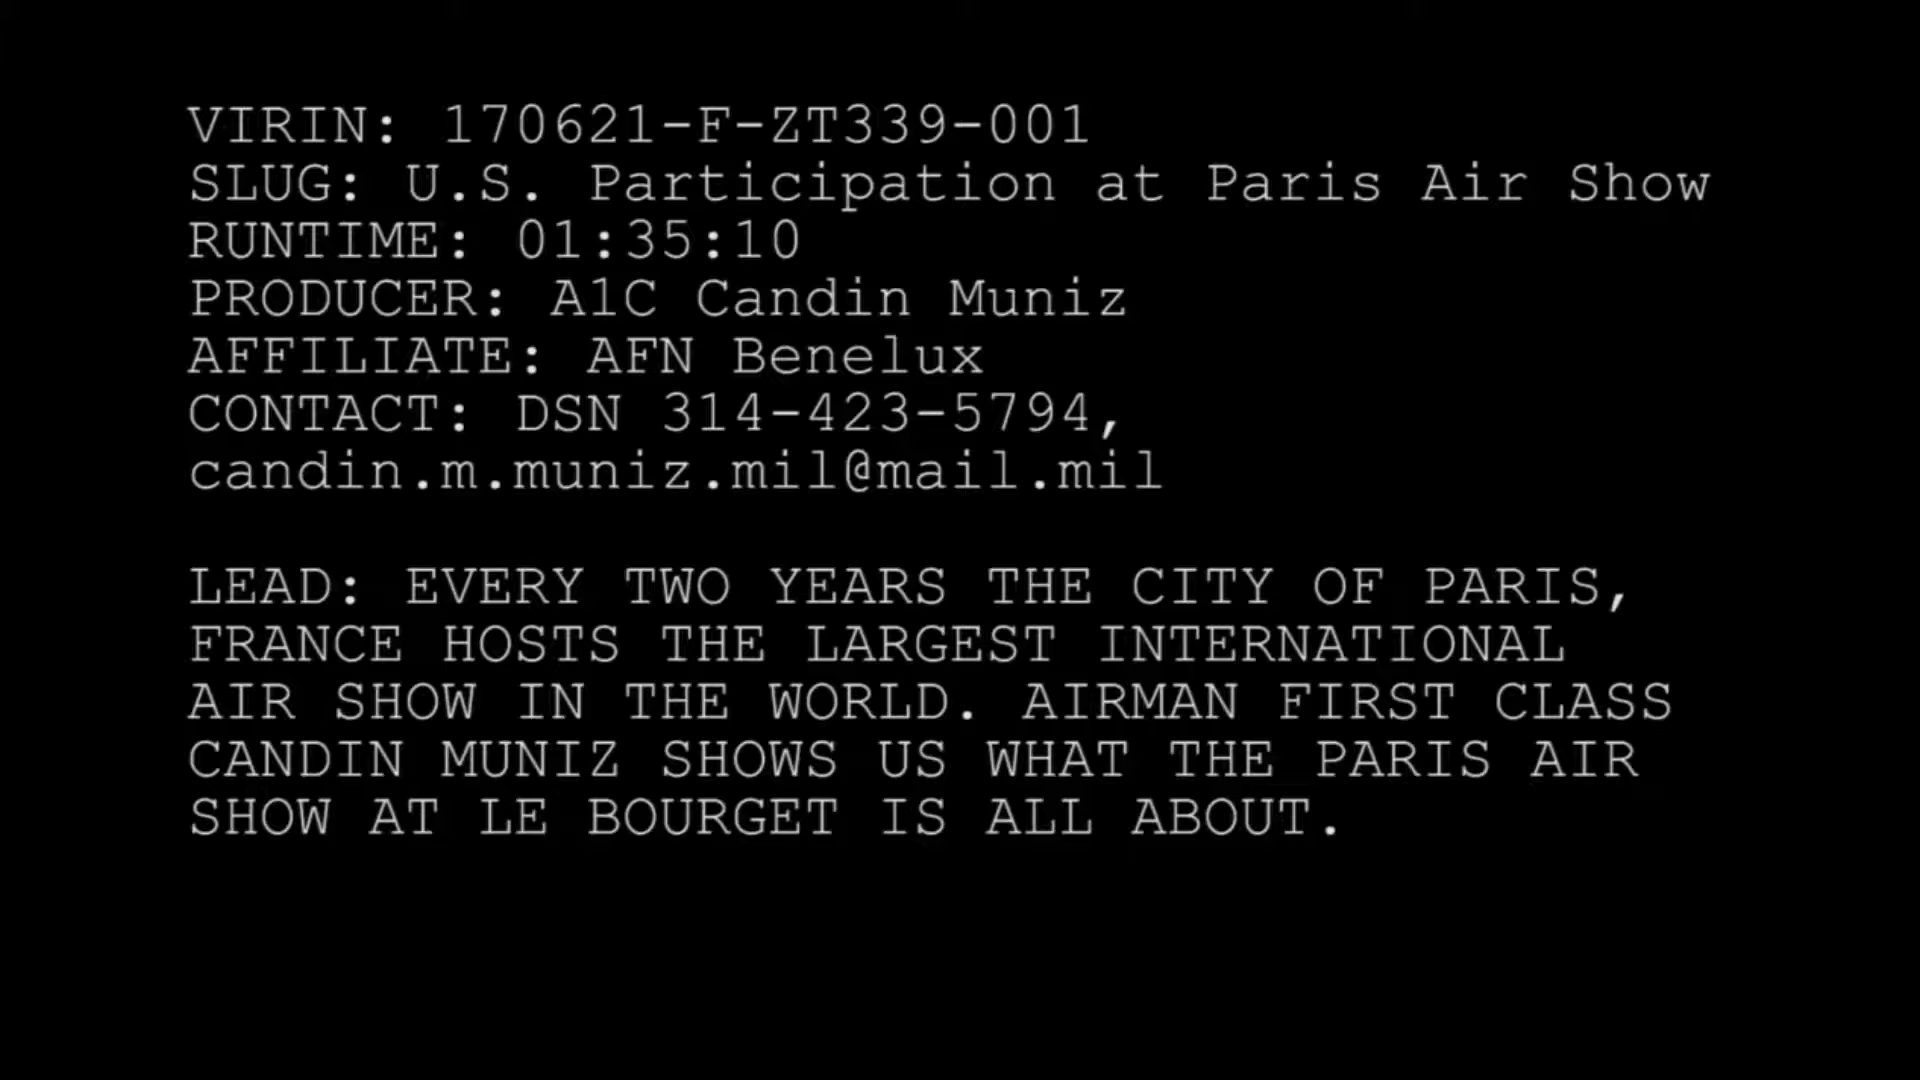 VIRIN: 170621-F-ZT339-001
SLUG: U.S. Participation at Paris Air Show
RUNTIME: 01:35:10
PRODUCER: A1C Candin Muniz
AFFILIATE: AFN Benelux
CONTACT: DSN 314-423-5794,
candin.m.muniz.mil@mail.mil
LEAD: EVERY TWO YEARS THE CITY OF PARIS,
FRANCE HOSTS THE LARGEST INTERNATIONAL
AIR SHOW IN THE WORLD. AIRMAN FIRST CLASS
CANDIN MUNIZ SHOWS US WHAT THE PARIS AIR
SHOW AT LE BOURGET IS ALL ABOUT.